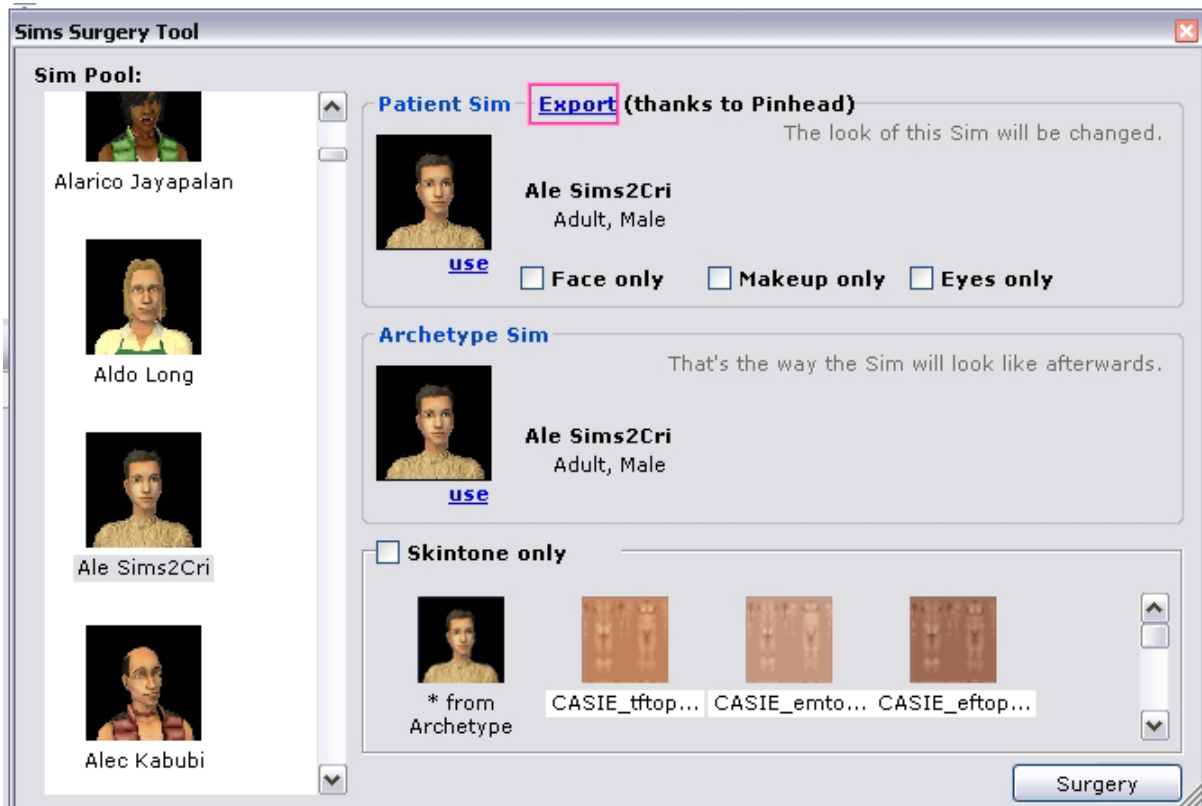 Sims Surgery Tool
Sim Pool:
Alarico Jayapalan
Aldo Long
Ale Sims2Cri
Alec Kabubi
Patient Sim Export (thanks to Pinhead)
The look of this Sim will be changed.
Ale Sims2Cri
Adult, Male
use
Face only Makeup only Eyes only
Archetype Sim
That's the way the Sim will look like afterwards.
Ale Sims2Cri
Adult, Male
use
Skintone only
* from
Archetype
CASIE_tftop... CASIE_emto... CASIE_eftop...
Surgery